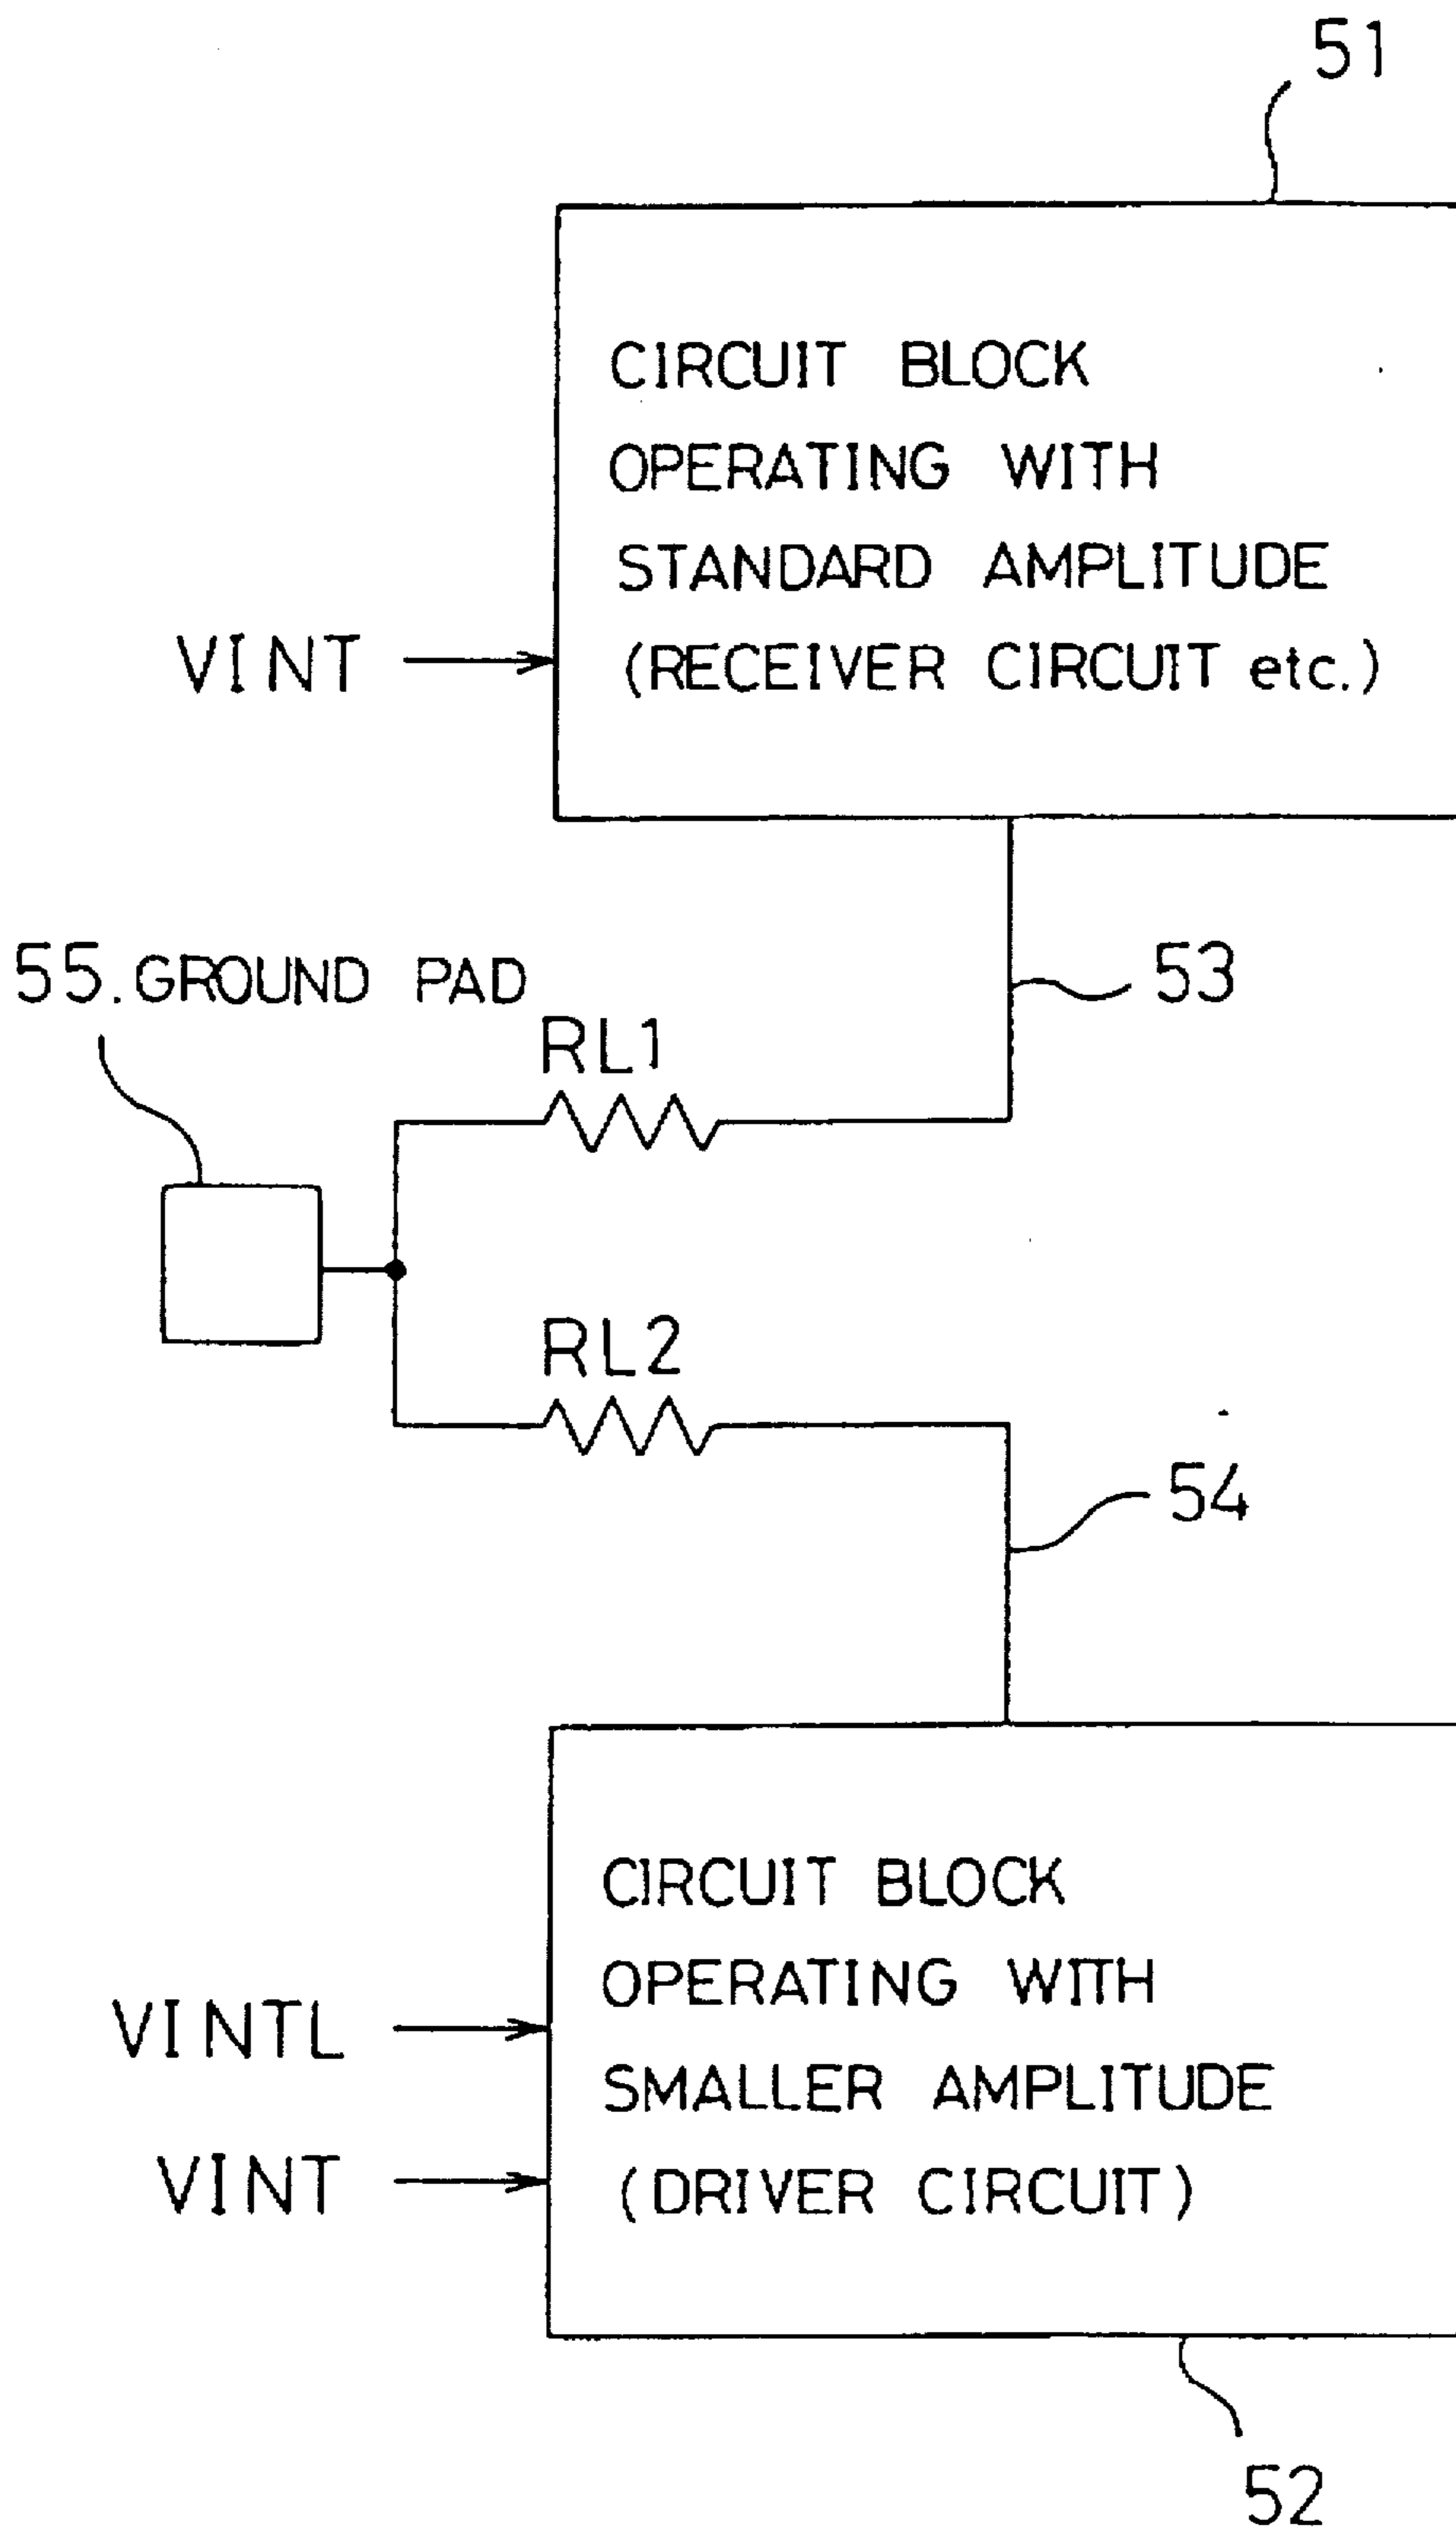 51
CIRCUIT BLOCK
OPERATING WITH
STANDARD AMPLITUDE
(RECEIVER CIRCUIT etc.)
VINT
55.GROUND PAD
53
RL1
RL2
54
CIRCUIT BLOCK
OPERATING WITH
SMALLER AMPLITUDE
(DRIVER CIRCUIT)
VINTL
VINT
52